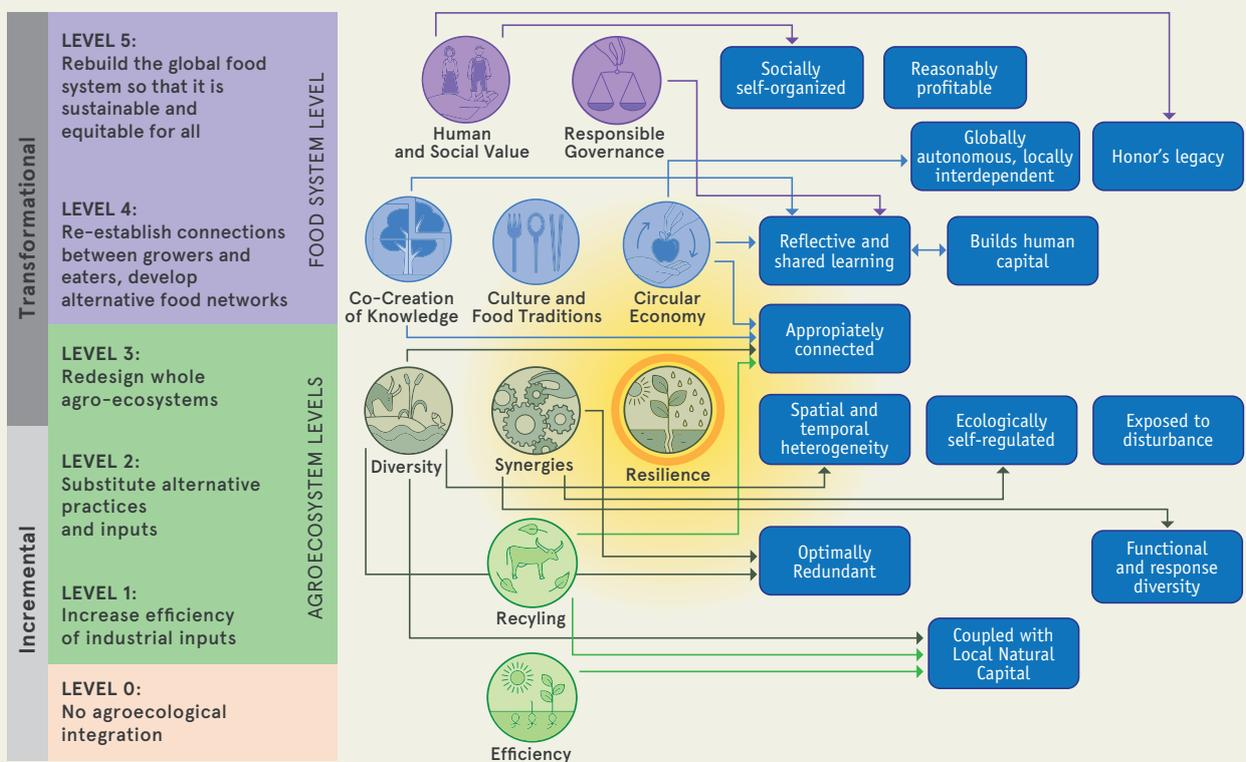 Transformational
Incremental
LEVEL 5:
Rebuild the global food
system so that it is
sustainable and
equitable for all
LEVEL 4:
Re-establish connections
between growers and
eaters, develop
alternative food networks
FOOD SYSTEM LEVEL
LEVEL 3:
Redesign whole
agro-ecosystems
LEVEL 2:
Substitute alternative
practices
and inputs
LEVEL 1:
Increase efficiency
of industrial inputs
AGROECOSYSTEM LEVELS
LEVEL 0:
No agroecological
integration
Human
and Social Value
Responsible
Governance
Socially
self-organized
Reasonably
profitable
Globally
autonomous, locally
interdependent
Honor's legacy
Co-Creation
of Knowledge
Culture and
Food Traditions
Circular
Economy
Reflective and
shared learning
Builds human
capital
Appropiately
connected
Diversity
Synergies
Resilience
Spatial and
temporal
heterogeneity
Ecologically
self-regulated
Exposed to
disturbance
Recyling
Optimally
Redundant
Functional
and response
diversity
Efficiency
Coupled with
Local Natural
Capital